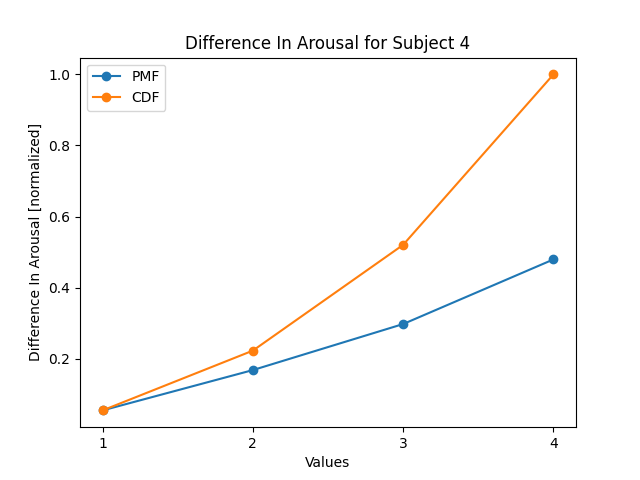 Difference In Arousal for Subject 4
PMF
CDF
Difference In Arousal [normalized]
1.0
0.8
0.6
0.4
0.2
1 2 3 4
Values